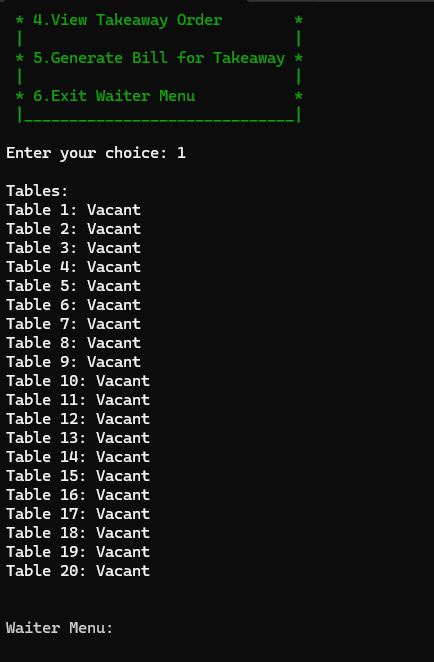 * 4.View Takeaway Order        *
|                              |
* 5.Generate Bill for Takeaway *
|                              |
* 6.Exit Waiter Menu           *
|______________________________|
Enter your choice: 1
Tables:
Table 1: Vacant
Table 2: Vacant
Table 3: Vacant
Table 4: Vacant
Table 5: Vacant
Table 6: Vacant
Table 7: Vacant
Table 8: Vacant
Table 9: Vacant
Table 10: Vacant
Table 11: Vacant
Table 12: Vacant
Table 13: Vacant
Table 14: Vacant
Table 15: Vacant
Table 16: Vacant
Table 17: Vacant
Table 18: Vacant
Table 19: Vacant
Table 20: Vacant
Waiter Menu: